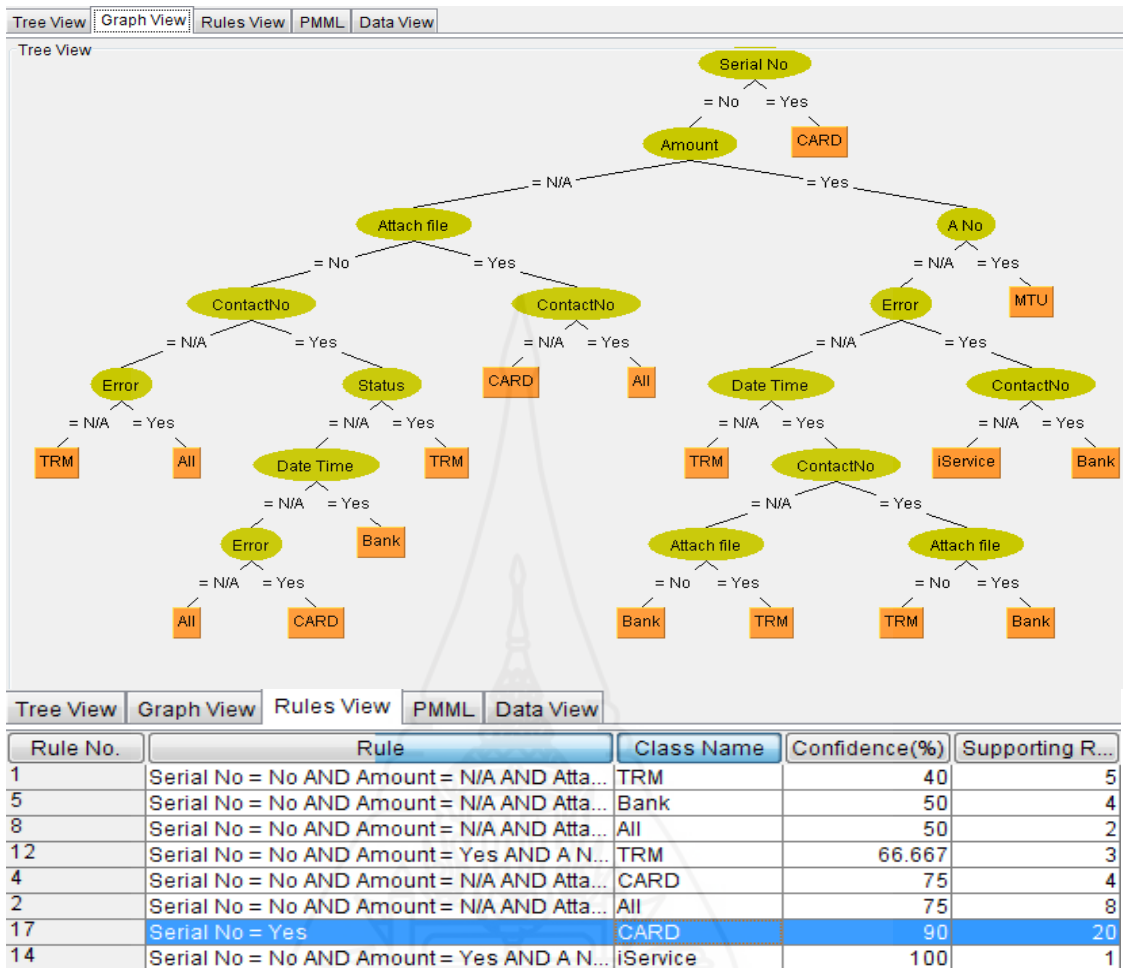 Tree View Graph View Rules View PMML Data View
Tree View
Serial No
= No = Yes
Amount CARD
= N/A = Yes
Attach file A No
= No = Yes = N/A = Yes
ContactNo ContactNo Error MTU
= N/A = Yes = N/A = Yes = N/A = Yes
Error Status CARD All Date Time ContactNo
= N/A = Yes = N/A = Yes = N/A = Yes = N/A = Yes
TRM All Date Time TRM TRM ContactNo iService Bank
= N/A = Yes = N/A = Yes
Error Bank Attach file Attach file
= N/A = Yes = No = Yes = No = Yes
All CARD Bank TRM TRM Bank
Tree View Graph View Rules View PMML Data View
Rule No. Rule Class Name Confidence(%) Supporting R...
1 Serial No = No AND Amount = N/A AND Atta... TRM 40 5
5 Serial No = No AND Amount = N/A AND Atta... Bank 50 4
8 Serial No = No AND Amount = N/A AND Atta... All 50 2
12 Serial No = No AND Amount = Yes AND A N... TRM 66.667 3
4 Serial No = No AND Amount = N/A AND Atta... CARD 75 4
2 Serial No = No AND Amount = N/A AND Atta... All 75 8
17 Serial No = Yes CARD 90 20
14 Serial No = No AND Amount = Yes AND A N... iService 100 1